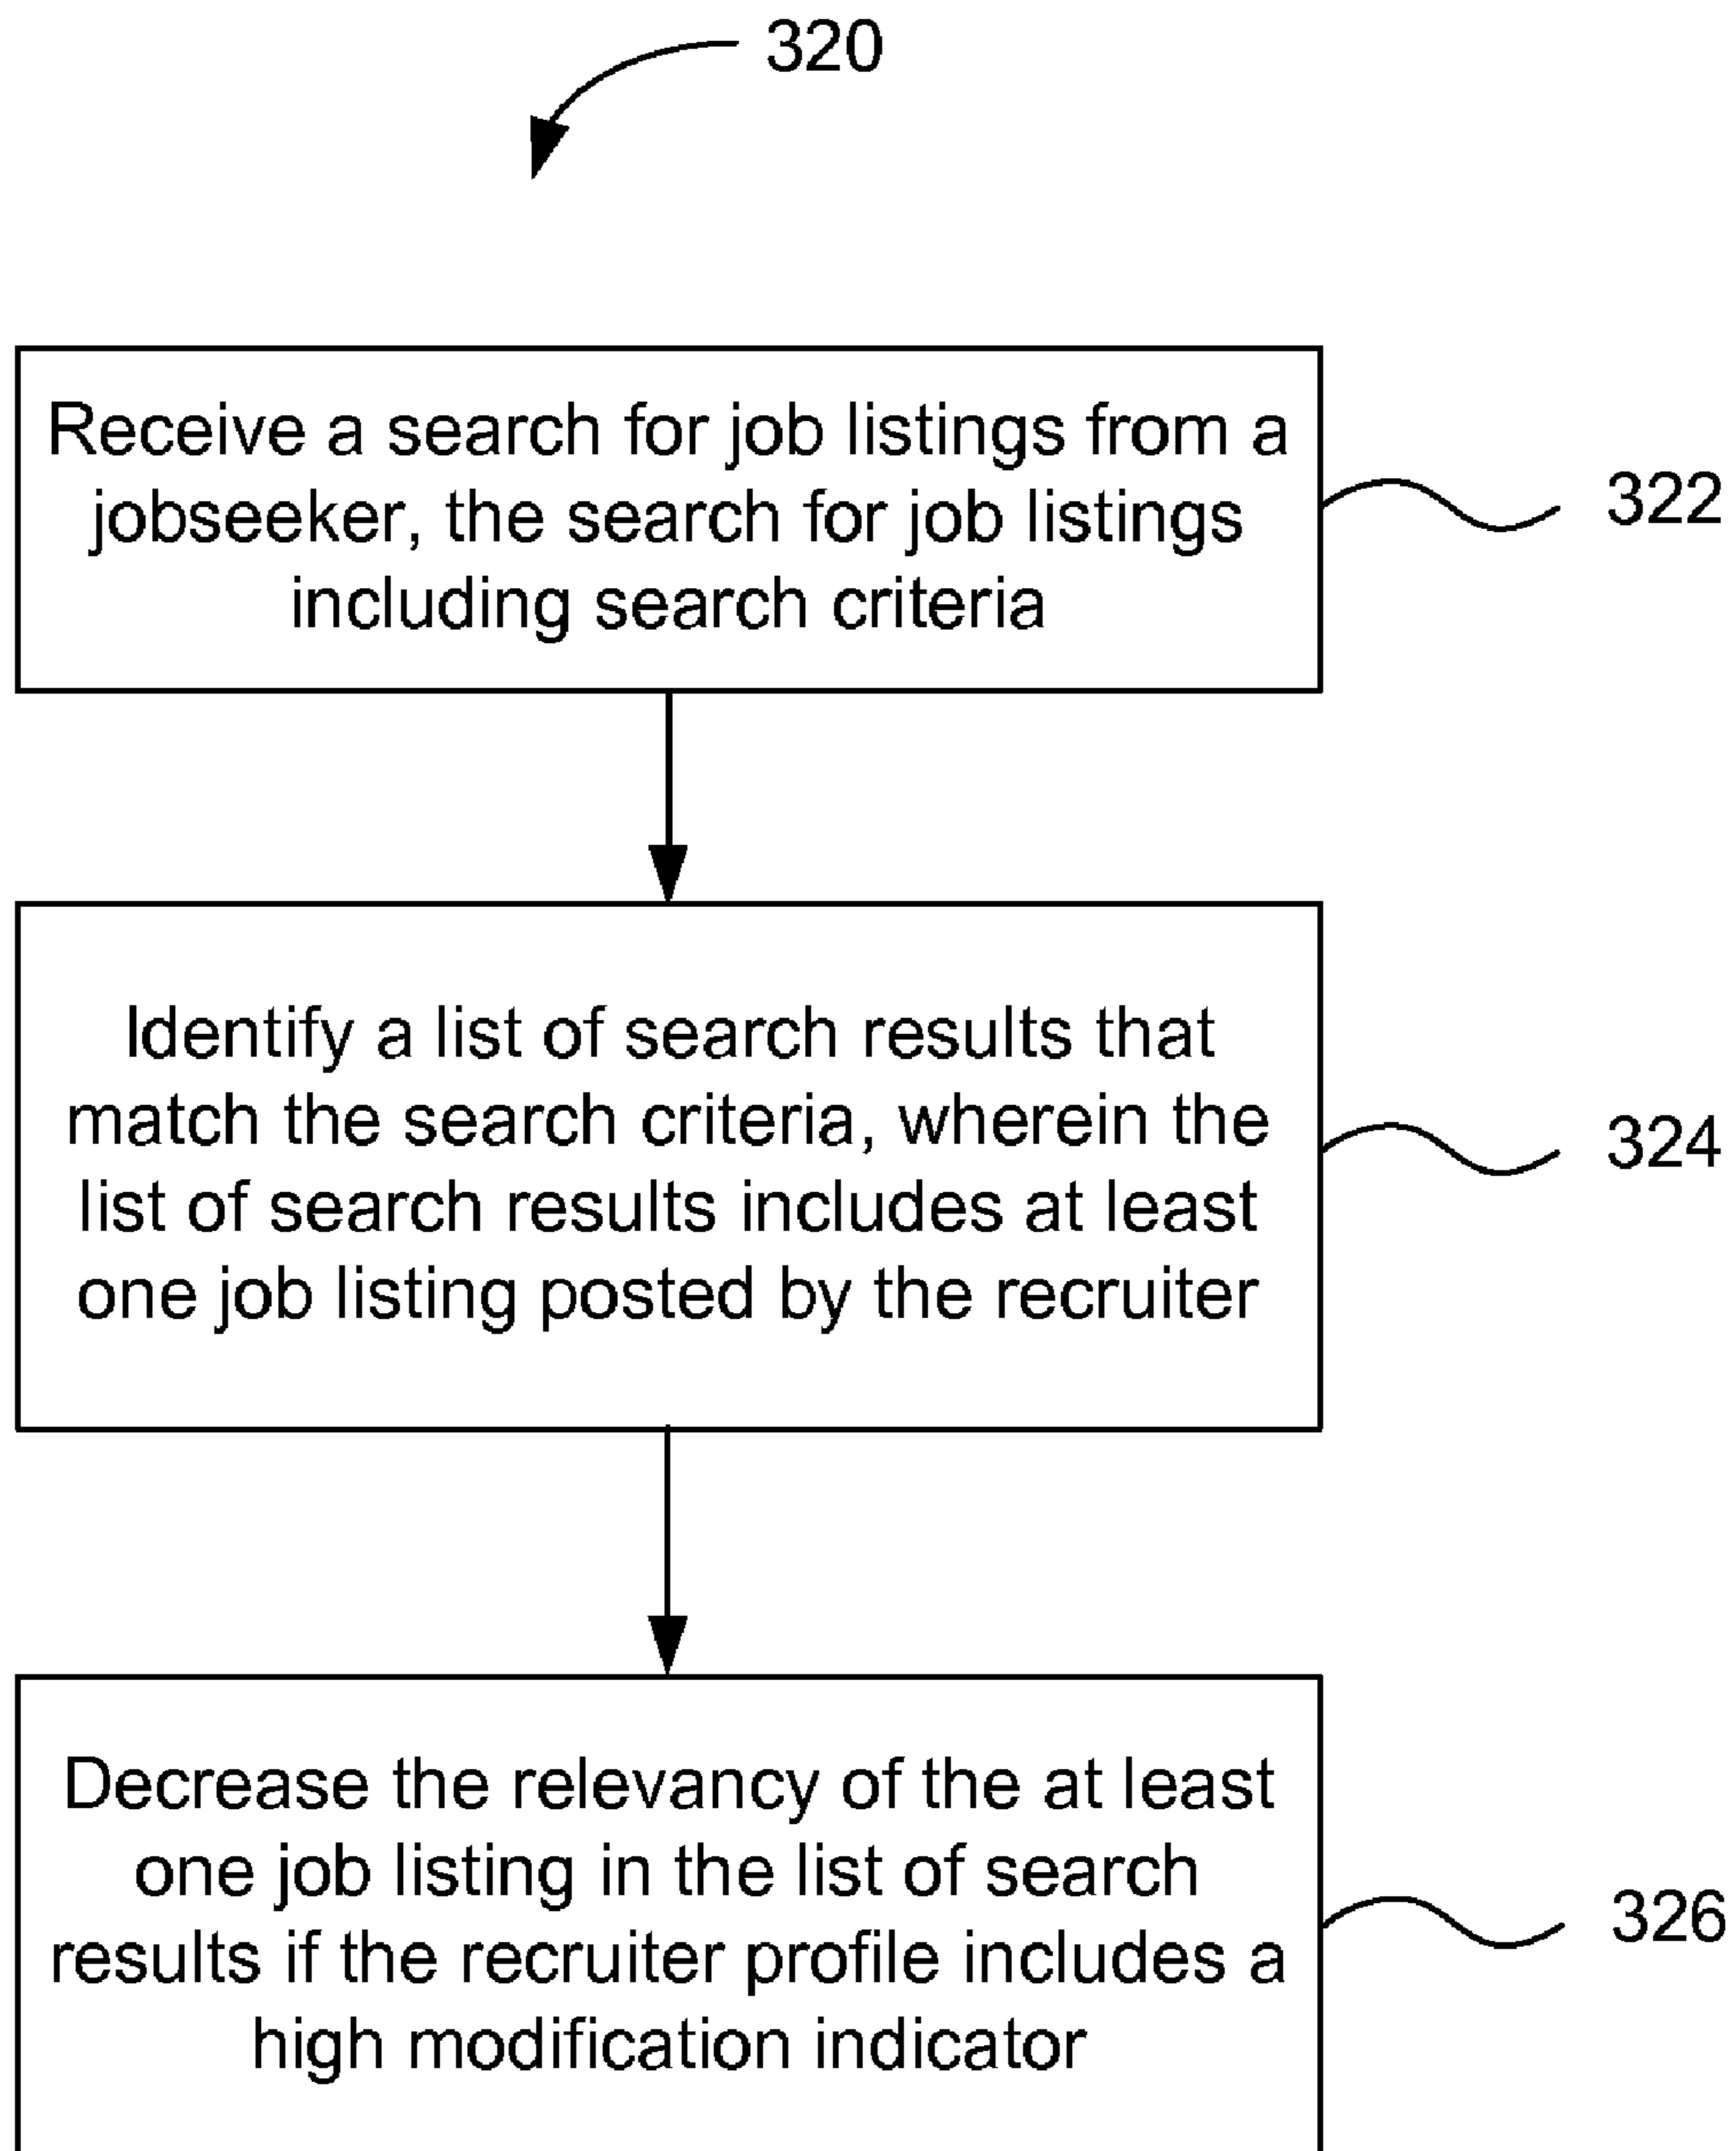 320
Receive a search for job listings from a
jobseeker, the search for job listings
including search criteria
322
Identify a list of search results that
match the search criteria, wherein the
list of search results includes at least
one job listing posted by the recruiter
324
Decrease the relevancy of the at least
one job listing in the list of search
results if the recruiter profile includes a
high modification indicator
326